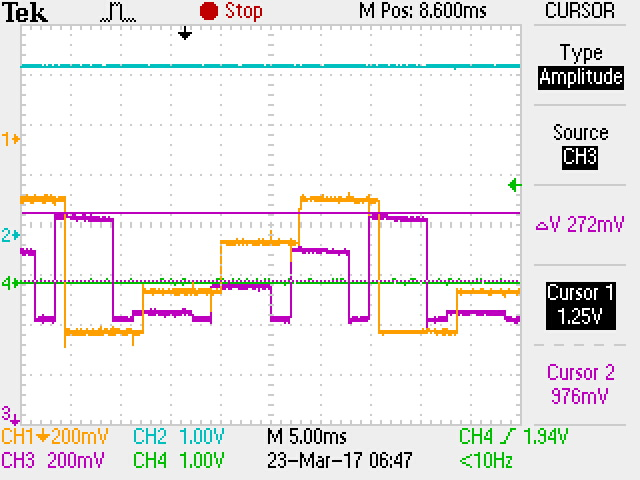 Tek Stop M Pos: 8.600ms CURSOR
Type
Amplitude
Source
CH3
1
ΔV 272mV
2
4
Cursor 1
1.25V
Cursor 2
976mV
3
CH1 200mV CH2 1.00V M 5.00ms CH4 1.94V
CH3 200mV CH4 1.00V 23-Mar-17 06:47 <10Hz